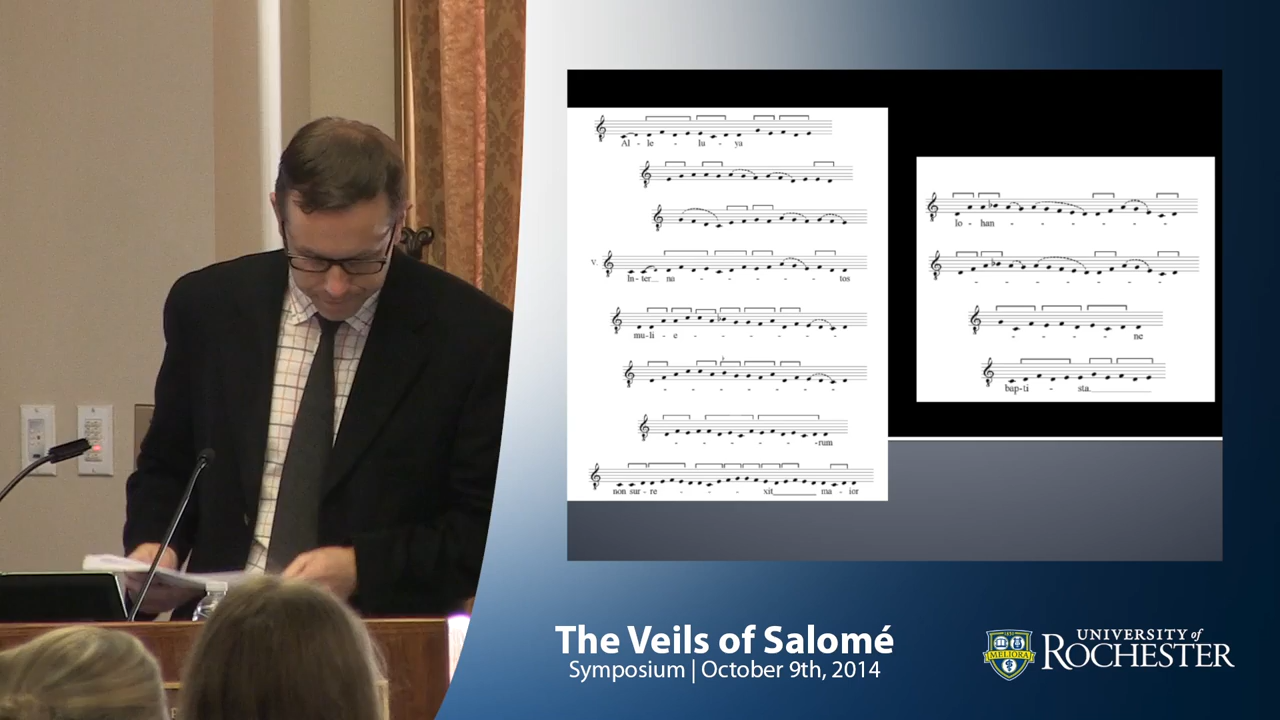 Al - le - lu - ya
V.
In- ter na - - - - - tos
mu- li - e - - - - - -
- - - - - - -
- - - - - -rum
non sur - re - - - xit ma - ior
Io - han - - - - -
- - - - - - -
- - - - ne
bap-ti - sta.
The Veils of Salomé
Symposium | October 9th, 2014
MELIORA
UNIVERSITY of
ROCHESTER